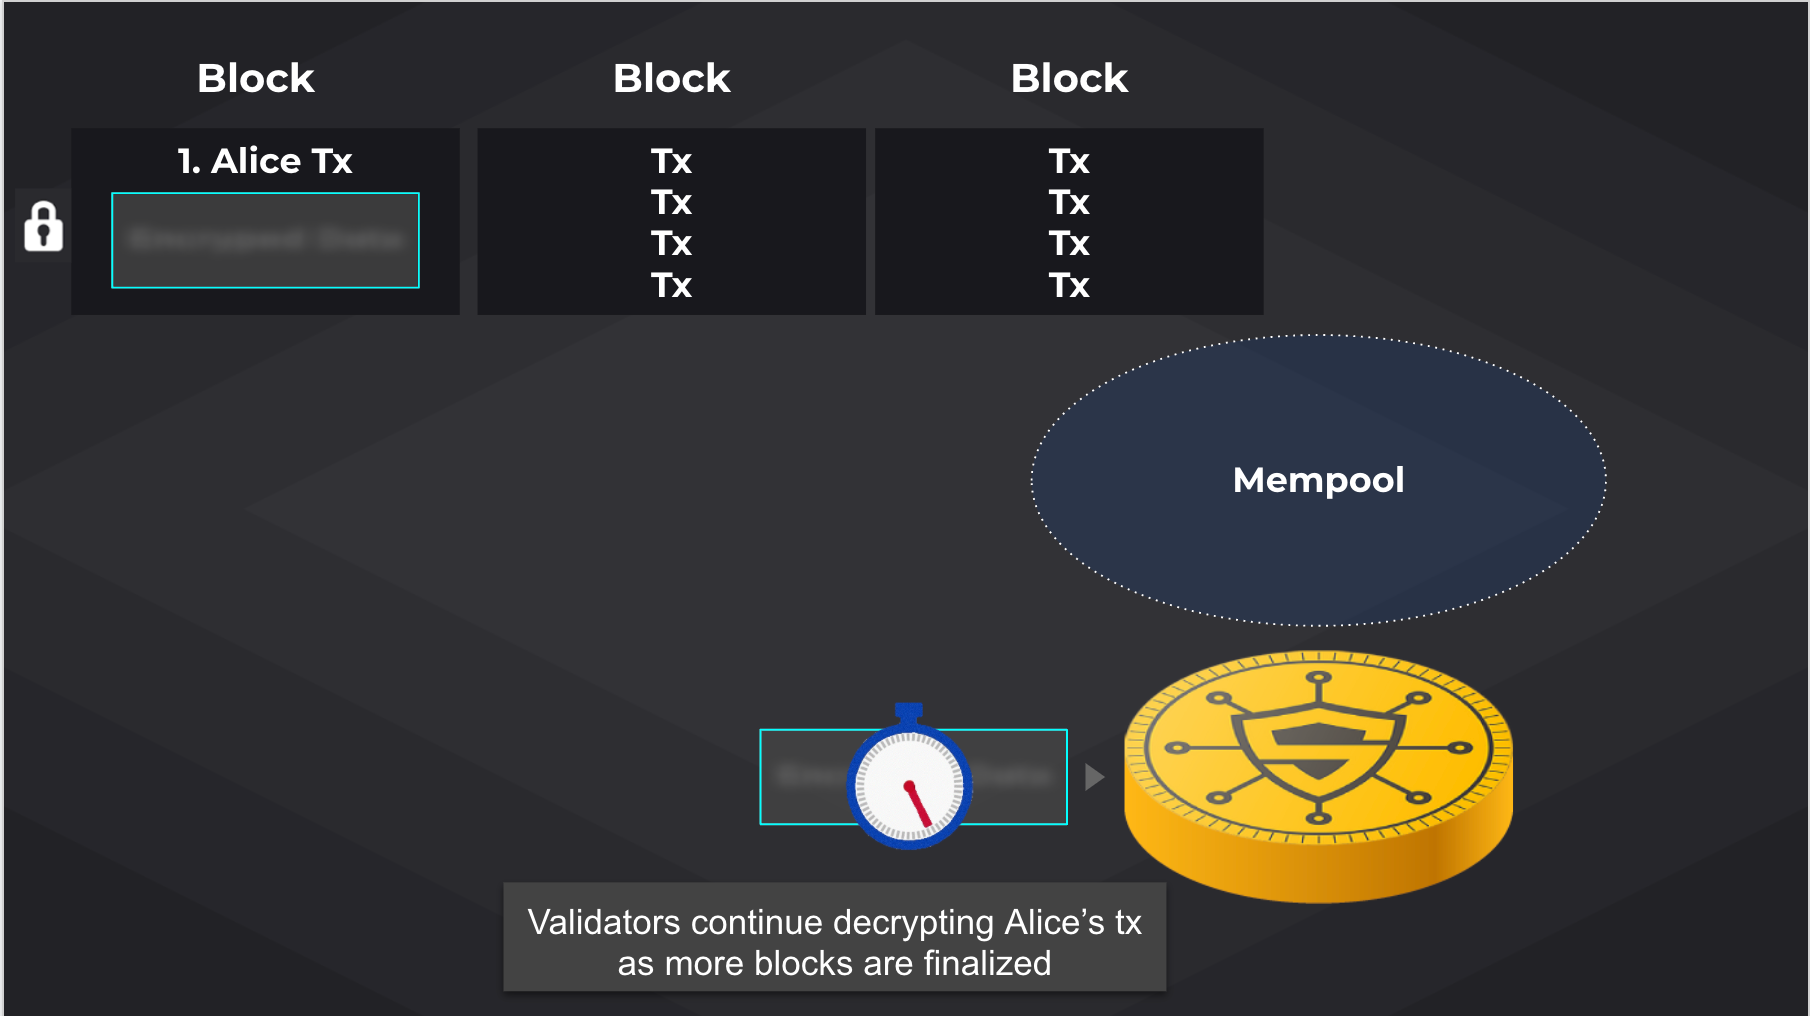 Block
Block
Block
1. Alice Tx
Tx
Tx
Tx
Tx
Tx
Tx
Tx
Tx
Mempool
Validators continue decrypting Alice’s tx
as more blocks are finalized